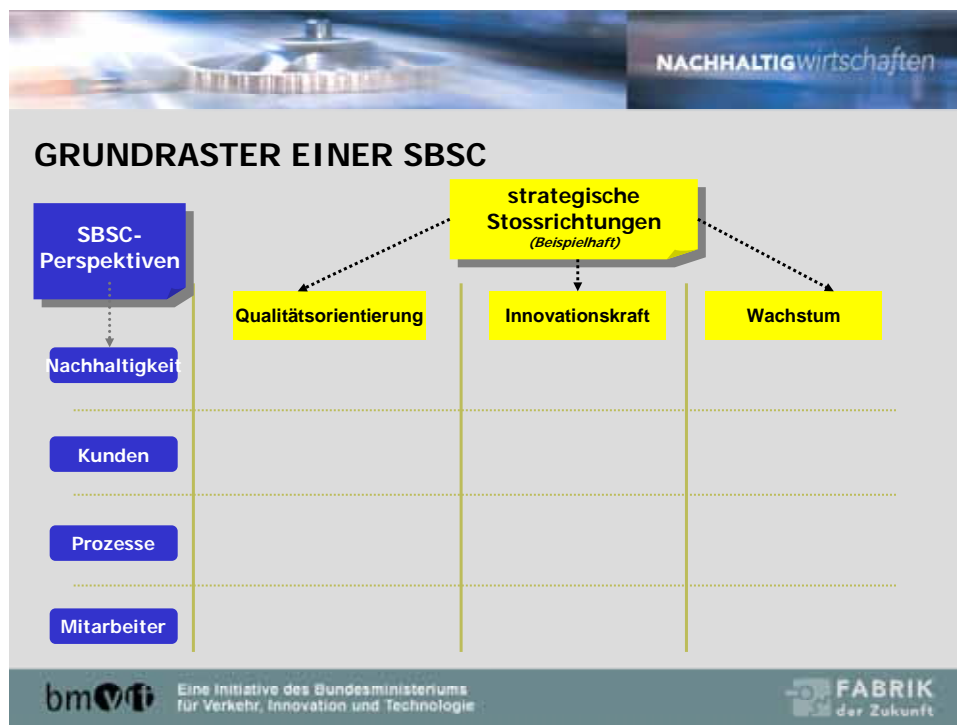 NACHHALTIGwirtschaften
GRUNDRASTER EINER SBSC
strategische
Stossrichtungen
(Beispielhaft)
SBSC-
Perspektiven
Qualitätsorientierung
Innovationskraft
Wachstum
Nachhaltigkeit
Kunden
Prozesse
Mitarbeiter
bmvit
Eine Initiative des Bundesministeriums
für Verkehr, Innovation und Technologie
FABRIK
der Zukunft